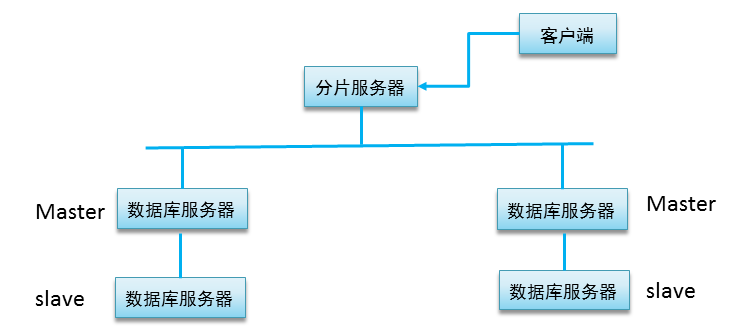 客户端
分片服务器
Master 数据库服务器
数据库服务器 Master
slave 数据库服务器
数据库服务器 slave